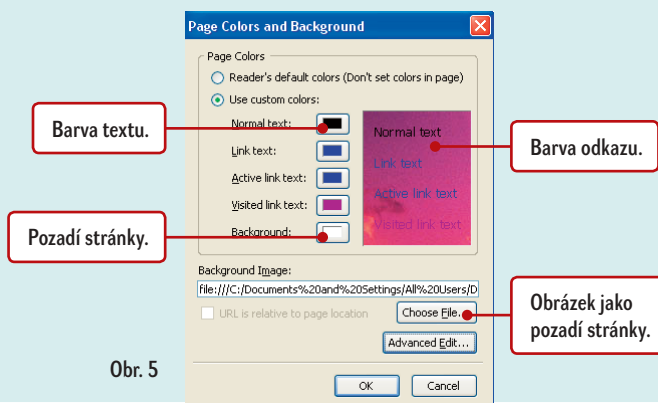 Page Colors and Background
Page Colors
Reader's default colors (Don't set colors in page)
Use custom colors:
Normal text:
Link text:
Active link text:
Visited link text:
Background:
Normal text
Link text
Active link text
Visited link text
Barva textu.
Barva odkazu.
Pozadí stránky.
Background Image:
file:///C:/Documents%20and%20Settings/All%20Users/D
URL is relative to page location
Choose File...
Obrázek jako
pozadí stránky.
Advanced Edit...
Obr. 5
OK
Cancel